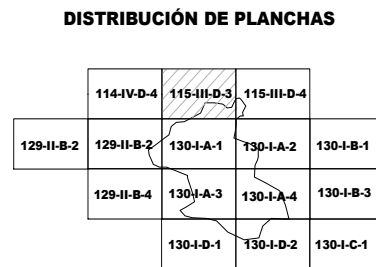 DISTRIBUCIÓN DE PLANCHAS
114-IV-D-4 115-III-D-3 115-III-D-4
129-II-B-2 129-II-B-2 130-I-A-1 130-I-A-2 130-I-B-1
129-II-B-4 130-I-A-3 130-I-A-4 130-I-B-3
130-I-D-1 130-I-D-2 130-I-C-1